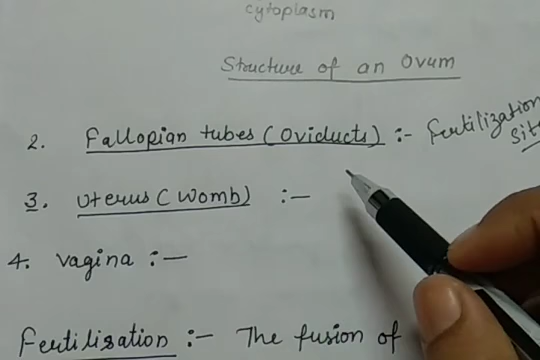 cytoplasm
Structure of an Ovum
2. Fallopian tubes (Oviducts) :- Fertilization
site
3. Uterus (Womb) :-
4. Vagina :-
Fertilisation :- The fusion of